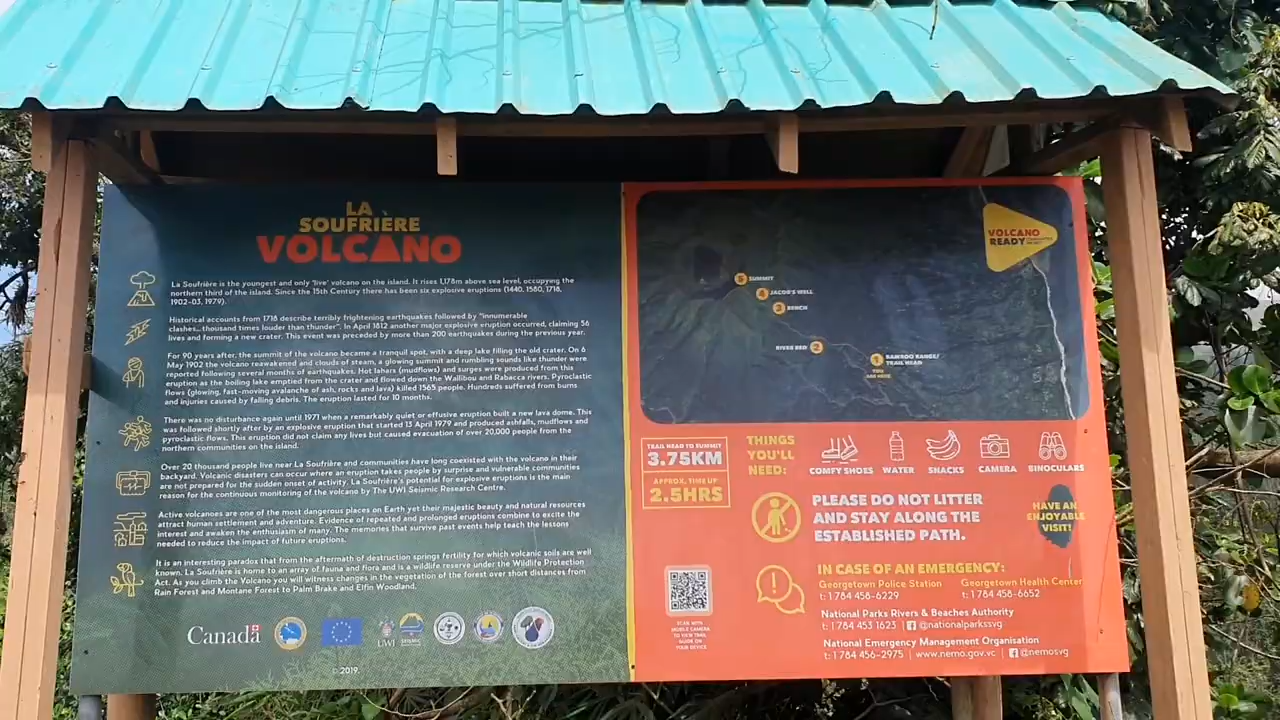 LA
SOUFRIÈRE
VOLCANO
La Soufrière is the youngest and only 'live' volcano on the island. It rises 1,178m above sea level, occupying the
northern third of the island. Since the 15th Century there has been six explosive eruptions (1440, 1580, 1718,
1902-03, 1979).
Historical accounts from 1718 describe terribly frightening earthquakes followed by "innumerable
clashes...thousand times louder than thunder". In April 1812 another major explosive eruption occurred, claiming 56
lives and forming a new crater. This event was preceded by more than 200 earthquakes during the previous year.
For 90 years after, the summit of the volcano became a tranquil spot, with a deep lake filling the old crater. On 6
May 1902 the volcano reawakened and clouds of steam, a glowing summit and rumbling sounds like thunder were
reported following several months of earthquakes. Hot lahars (mudflows) and surges were produced from this
eruption as the boiling lake emptied from the crater and flowed down the Wallibou and Rabacca rivers. Pyroclastic
flows (glowing, fast-moving avalanche of ash, rocks and lava) killed 1565 people. Hundreds suffered from burns
and injuries caused by falling debris. The eruption lasted for 10 months.
There was no disturbance again until 1971 when a remarkably quiet or effusive eruption built a new lava dome. This
was followed shortly after by an explosive eruption that started 13 April 1979 and produced ashfalls, mudflows and
pyroclastic flows. This eruption did not claim any lives but caused evacuation of over 20,000 people from the
northern communities on the island.
Over 20 thousand people live near La Soufrière and communities have long coexisted with the volcano in their
backyard. Volcanic disasters can occur where an eruption takes people by surprise and vulnerable communities
are not prepared for the sudden onset of activity. La Soufrière's potential for explosive eruptions is the main
reason for the continuous monitoring of the volcano by The UWI Seismic Research Centre.
Active volcanoes are one of the most dangerous places on Earth yet their majestic beauty and natural resources
attract human settlement and adventure. Evidence of repeated and prolonged eruptions combine to excite the
interest and awaken the enthusiasm of many. The memories that survive past events help teach the lessons
needed to reduce the impact of future eruptions.
It is an interesting paradox that from the aftermath of destruction springs fertility for which volcanic soils are well
known. La Soufrière is home to an array of fauna and flora and is a wildlife reserve under the Wildlife Protection
Act. As you climb the Volcano you will witness changes in the vegetation of the forest over short distances from
Rain Forest and Montane Forest to Palm Brake and Elfin Woodland.
Canada
UWI
SEISMIC
© 2019.
VOLCANO
READY
5 SUMMIT
4 JACOB'S WELL
3 BENCH
RIVER BED 2
1 BAMBOO RANGE/
TRAIL HEAD
YOU
ARE HERE
TRAIL HEAD TO SUMMIT
3.75KM
APPROX. TIME UP
2.5HRS
THINGS
YOU'LL
NEED:
COMFY SHOES
WATER
SNACKS
CAMERA
BINOCULARS
PLEASE DO NOT LITTER
AND STAY ALONG THE
ESTABLISHED PATH.
HAVE AN
ENJOYABLE
VISIT!
SCAN WITH
MOBILE CAMERA
TO VIEW TRAIL
GUIDE ON
YOUR DEVICE
IN CASE OF AN EMERGENCY:
Georgetown Police Station
t: 1 784 458-6229
Georgetown Health Center
t: 1 784 458-6652
National Parks Rivers & Beaches Authority
t: 1 784 453 1623 | @nationalparkssvg
National Emergency Management Organisation
t: 1 784 456-2975 | www.nemo.gov.vc | @nemosvg